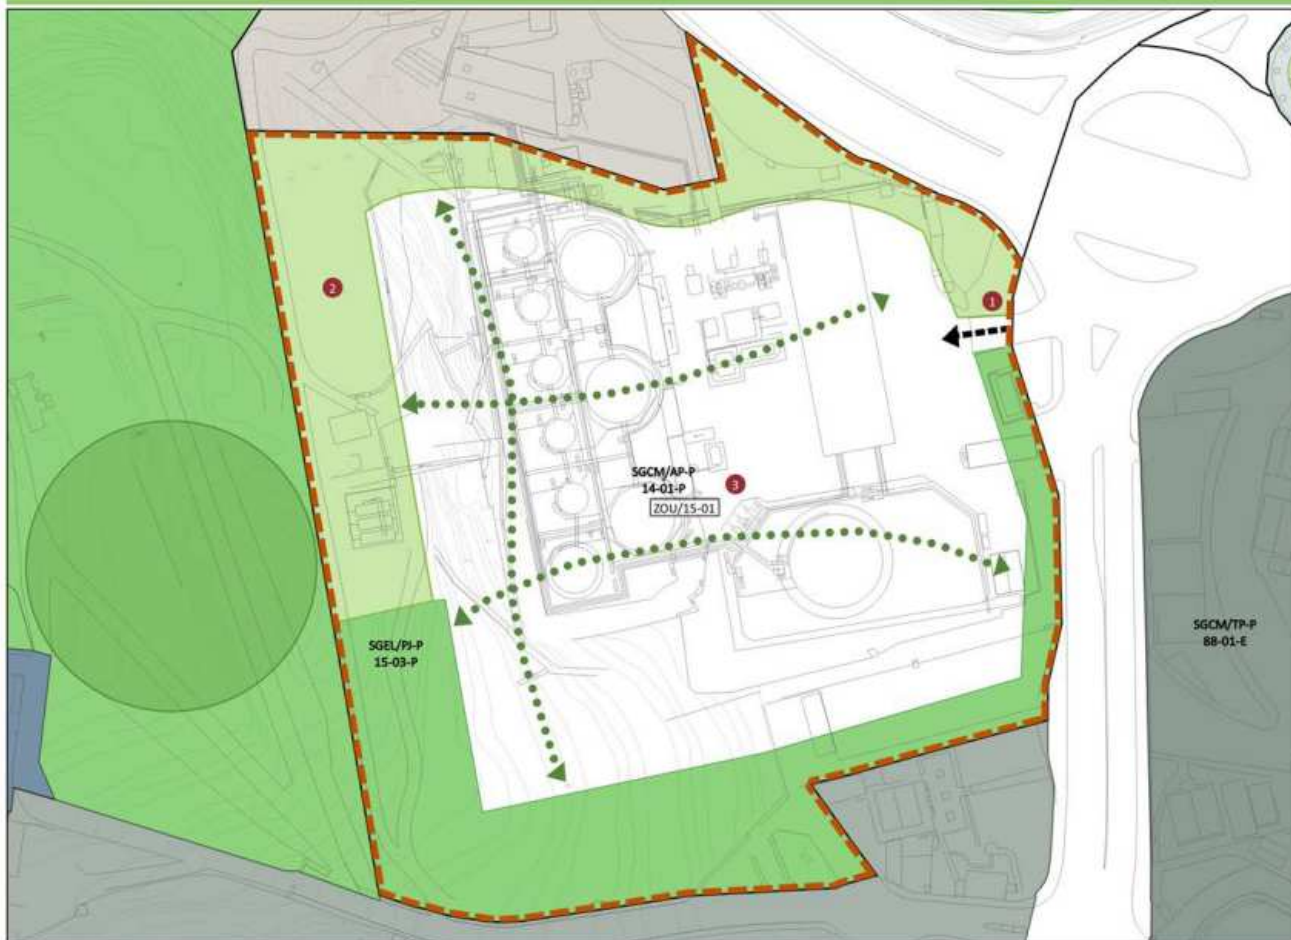 2
1
SGCM/AP-P
14-01-P
3
ZOU/15-01
SGEL/PJ-P
15-03-P
SGCM/TP-P
88-01-E